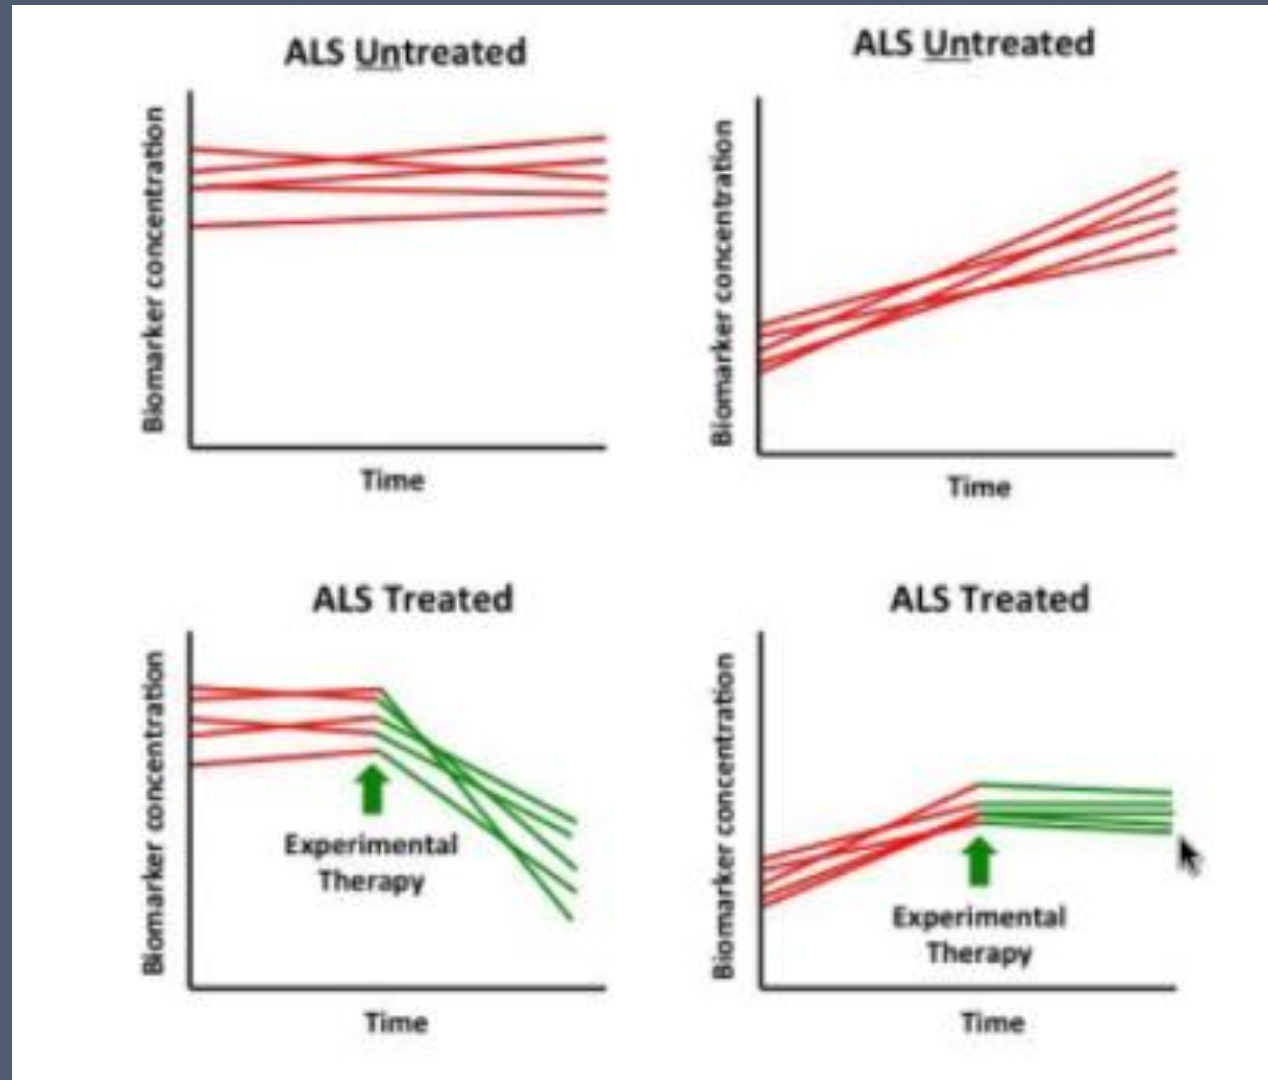 ALS Untreated
Biomarker concentration
Time
ALS Untreated
Biomarker concentration
Time
ALS Treated
Biomarker concentration
Experimental
Therapy
Time
ALS Treated
Biomarker concentration
Experimental
Therapy
Time